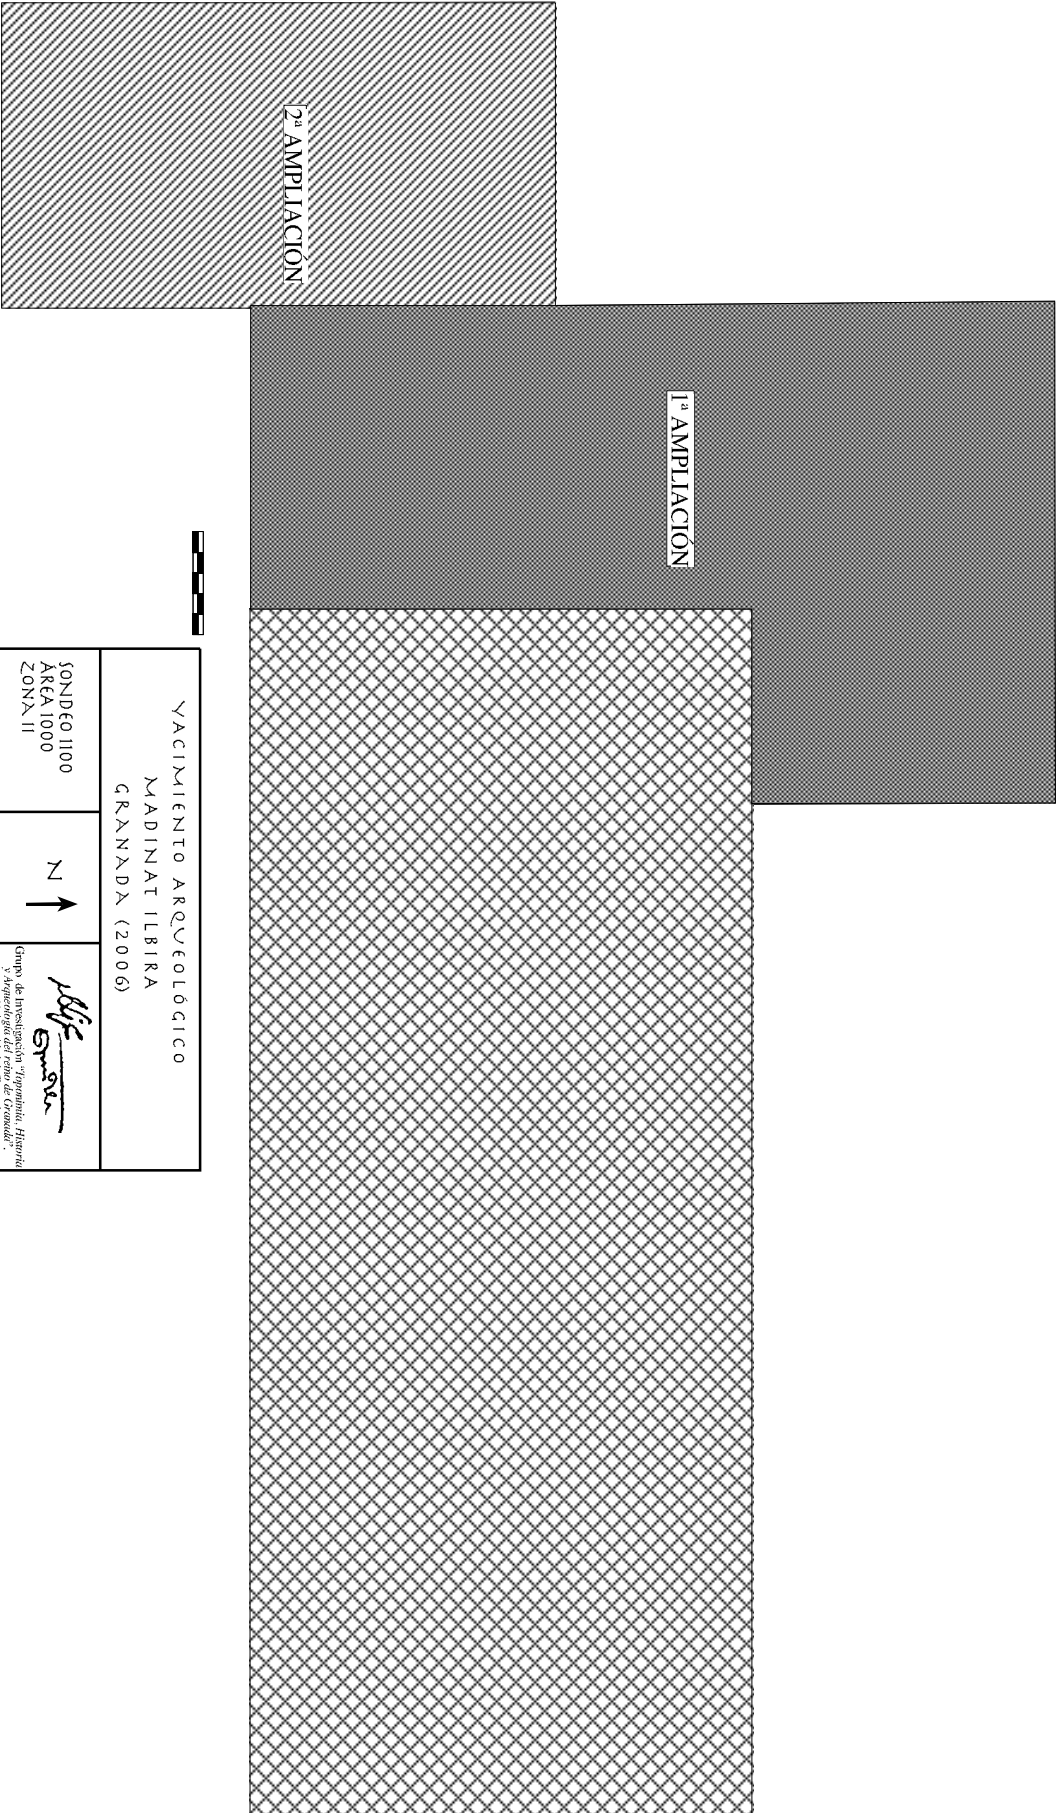 2ª AMPLIACIÓN
1ª AMPLIACIÓN
YACIMIENTO ARQUEOLÓGICO
MADINAT ILBIRA
GRANADA (2006)
SONDEO 1100
ÁREA 1000
ZONA II
N
Grupo de Investigación "Toponimia, Historia
y Arqueología del reino de Granada".